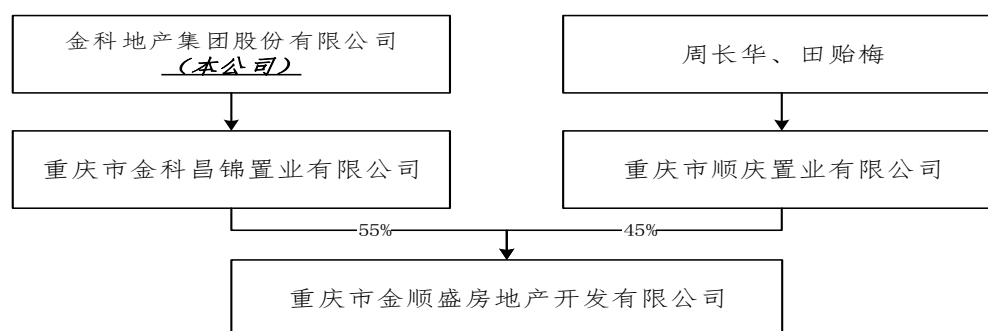 金科地产集团股份有限公司
（本公司）
周长华、田贻梅
重庆市金科昌锦置业有限公司
重庆市顺庆置业有限公司
55%
45%
重庆市金顺盛房地产开发有限公司